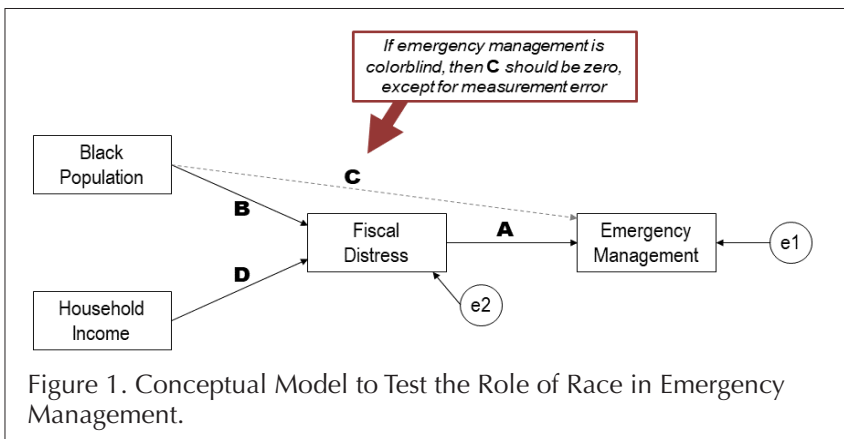 If emergency management is
colorblind, then C should be zero,
except for measurement error
Black
Population
C
B
Fiscal
Distress
A
Emergency
Management
e1
D
e2
Household
Income
Figure 1. Conceptual Model to Test the Role of Race in Emergency
Management.